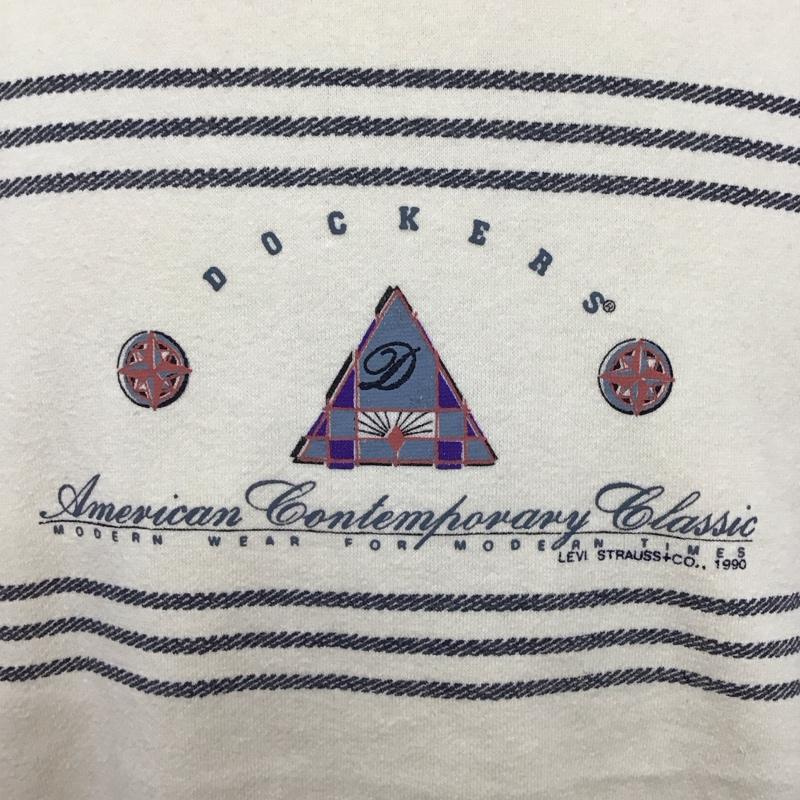 DOCKERS®
D
American Contemporary Classic
MODERN WEAR FOR MODERN TIMES
LEVI STRAUSS+CO., 1990